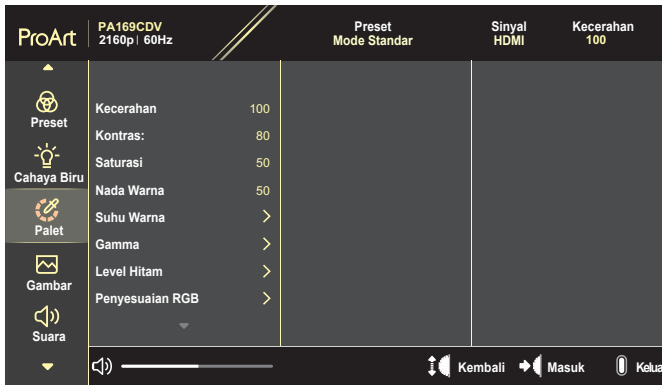 ProArt
PA169CDV
2160p | 60Hz
Preset
Mode Standar
Sinyal
HDMI
Kecerahan
100
Preset
Cahaya Biru
Palet
Gambar
Suara
Kecerahan 100
Kontras: 80
Saturasi 50
Nada Warna 50
Suhu Warna
Gamma
Level Hitam
Penyesuaian RGB
Kembali
Masuk
Kelua